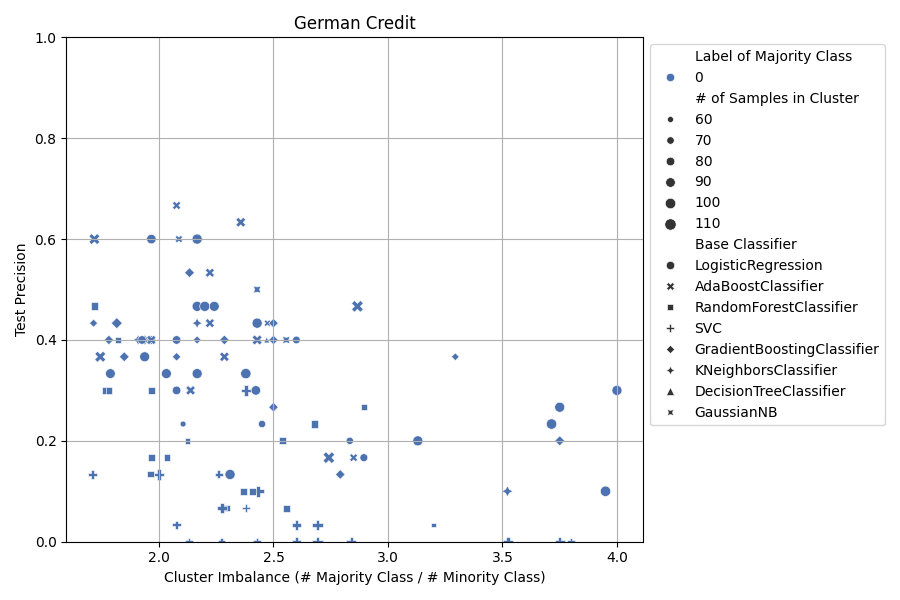 German Credit
1.0
0.8
0.6
0.4
0.2
0.0
Test Precision
2.0 2.5 3.0 3.5 4.0
Cluster Imbalance (# Majority Class / # Minority Class)
Label of Majority Class
0
# of Samples in Cluster
60
70
80
90
100
110
Base Classifier
LogisticRegression
AdaBoostClassifier
RandomForestClassifier
SVC
GradientBoostingClassifier
KNeighborsClassifier
DecisionTreeClassifier
GaussianNB